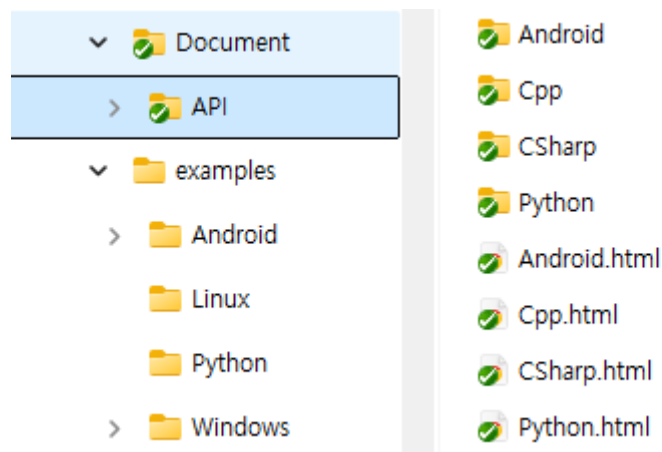 Document
API
examples
Android
Linux
Python
Windows
Android
Cpp
CSharp
Python
Android.html
Cpp.html
CSharp.html
Python.html